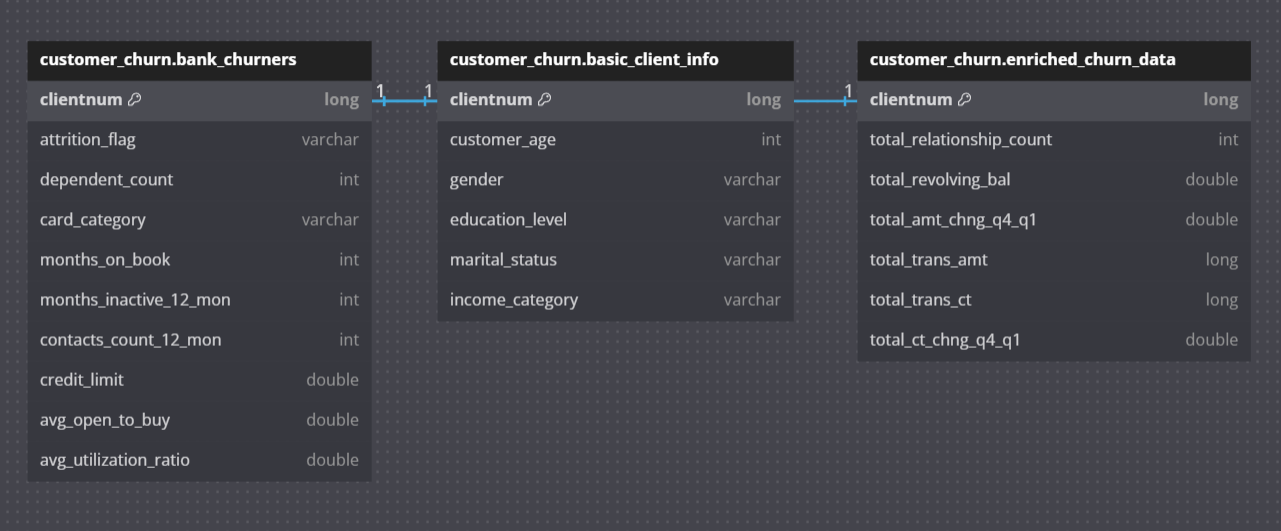 customer_churn.bank_churners
clientnum long
attrition_flag varchar
dependent_count int
card_category varchar
months_on_book int
months_inactive_12_mon int
contacts_count_12_mon int
credit_limit double
avg_open_to_buy double
avg_utilization_ratio double
1 1
customer_churn.basic_client_info
clientnum long
customer_age int
gender varchar
education_level varchar
marital_status varchar
income_category varchar
1
customer_churn.enriched_churn_data
clientnum long
total_relationship_count int
total_revolving_bal double
total_amt_chng_q4_q1 double
total_trans_amt long
total_trans_ct long
total_ct_chng_q4_q1 double